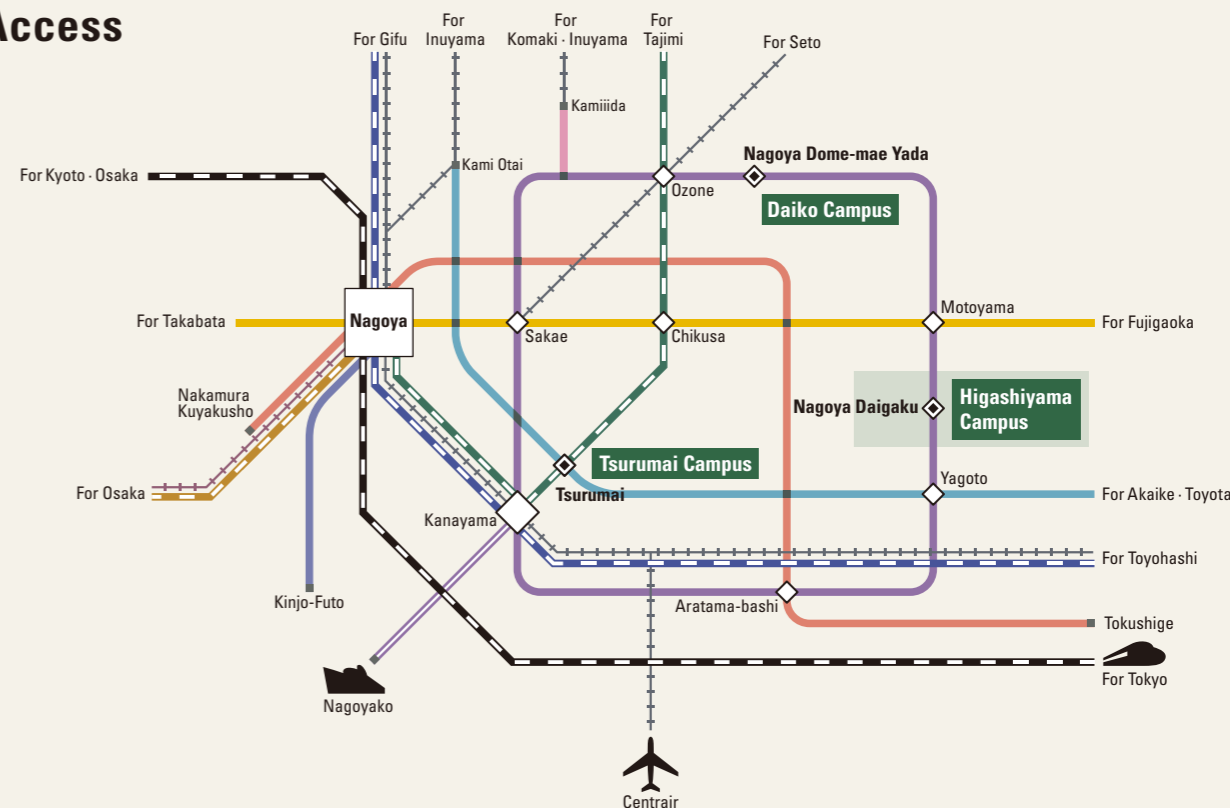 Access
For Gifu
For
Inuyama
For
Komaki · Inuyama
For
Tajimi
For Seto
Kamiiida
Kami Otai
Nagoya Dome-mae Yada
For Kyoto · Osaka
Ozone
Daiko Campus
Motoyama
For Takabata
Nagoya
Sakae
Chikusa
For Fujigaoka
Nakamura
Kuyakusho
Nagoya Daigaku
Higashiyama
Campus
Tsurumai Campus
Yagoto
For Osaka
Tsurumai
For Akaike · Toyota
Kanayama
For Toyohashi
Kinjo-Futo
Aratama-bashi
Tokushige
For Tokyo
Nagoyako
Centrair